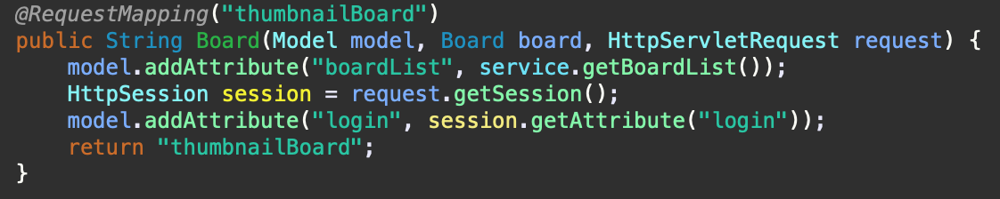 @RequestMapping("thumbnailBoard")
public String Board(Model model, Board board, HttpServletRequest request) {
    model.addAttribute("boardList", service.getBoardList());
    HttpSession session = request.getSession();
    model.addAttribute("login", session.getAttribute("login"));
    return "thumbnailBoard";
}